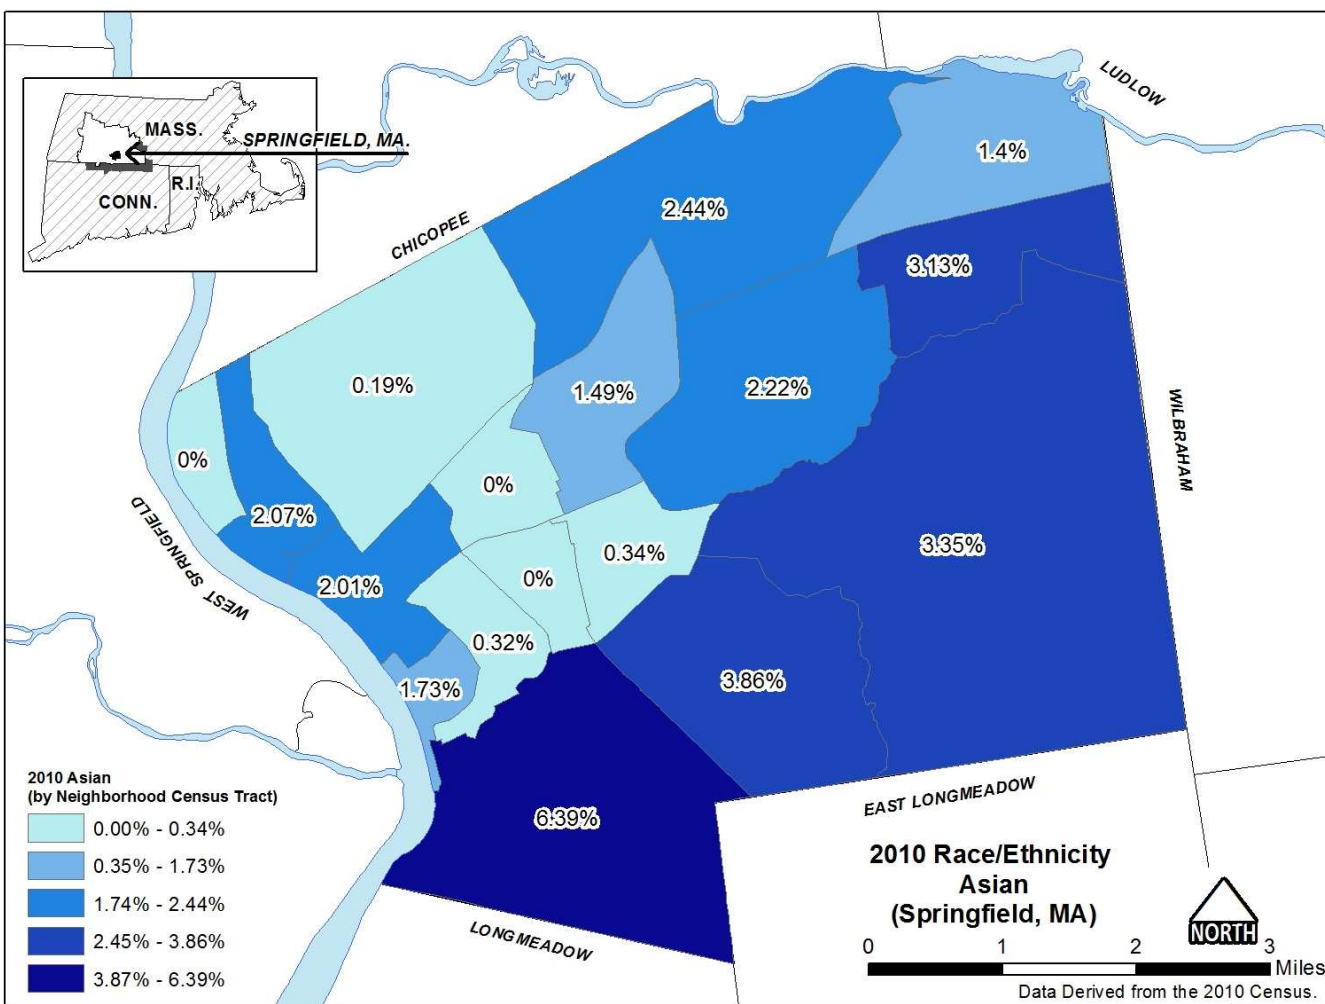 LUDLOW
MASS.
SPRINGFIELD, MA.
R.I.
CONN.
CHICOPEE
1.4%
2.44%
3.13%
0.19%
1.49%
2.22%
WILBRAHAM
0%
0%
2.07%
WEST SPRINGFIELD
0.34%
3.35%
2.01%
0%
0.32%
1.73%
3.86%
6.39%
EAST LONGMEADOW
LONGMEADOW
2010 Asian
(by Neighborhood Census Tract)
0.00% - 0.34%
0.35% - 1.73%
1.74% - 2.44%
2.45% - 3.86%
3.87% - 6.39%
2010 Race/Ethnicity
Asian
(Springfield, MA)
NORTH
0 1 2 3
Miles
Data Derived from the 2010 Census.